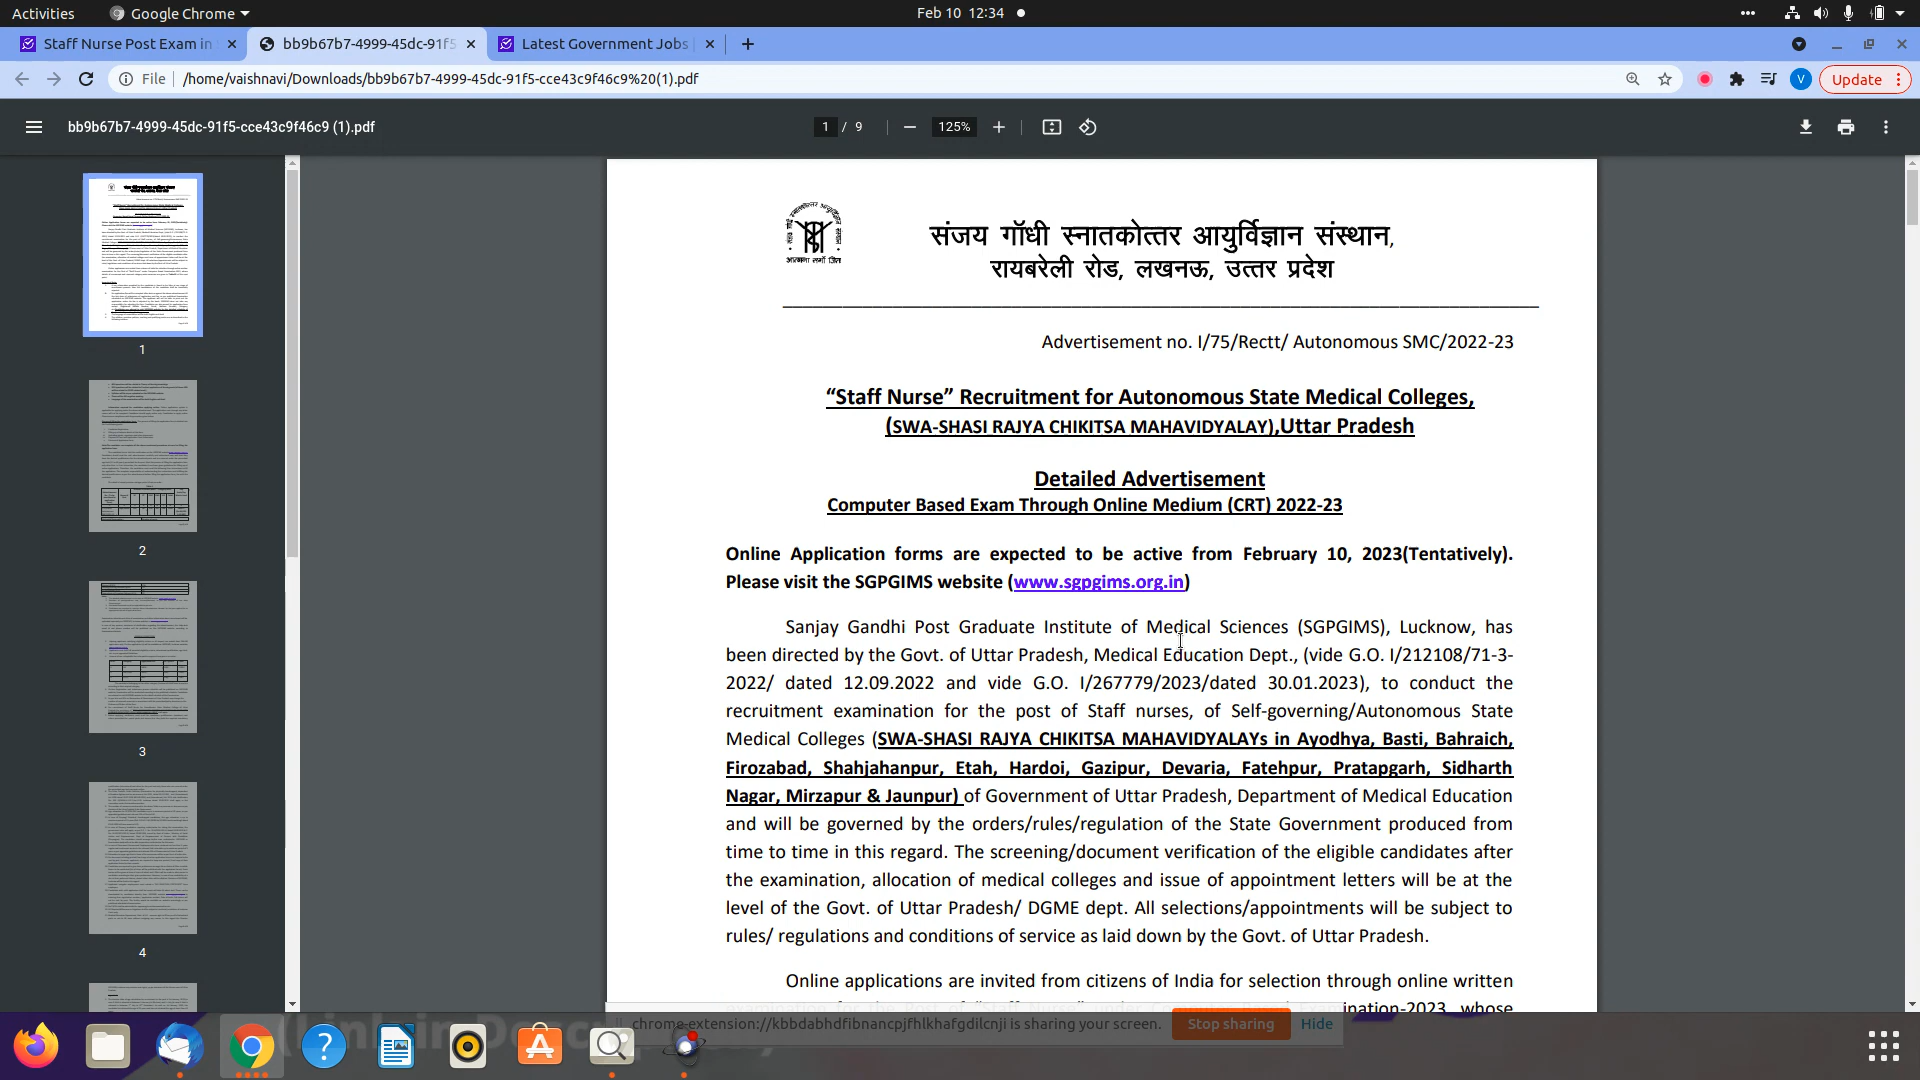 Activities
Google Chrome
Feb 10 12:34
Staff Nurse Post Exam in
bb9b67b7-4999-45dc-91f5
Latest Government Jobs
File
/home/vaishnavi/Downloads/bb9b67b7-4999-45dc-91f5-cce43c9f46c9%20(1).pdf
V
Update
bb9b67b7-4999-45dc-91f5-cce43c9f46c9 (1).pdf
1 / 9
125%
1
2
3
4
संजय गॉधी स्नातकोत्तर आयुर्विज्ञान संस्थान,
रायबरेली रोड, लखनऊ, उत्तर प्रदेश
Advertisement no. I/75/Rectt/ Autonomous SMC/2022-23
“Staff Nurse” Recruitment for Autonomous State Medical Colleges,
(SWA-SHASI RAJYA CHIKITSA MAHAVIDYALAY),Uttar Pradesh
Detailed Advertisement
Computer Based Exam Through Online Medium (CRT) 2022-23
Online Application forms are expected to be active from February 10, 2023(Tentatively).
Please visit the SGPGIMS website (www.sgpgims.org.in)
Sanjay Gandhi Post Graduate Institute of Medical Sciences (SGPGIMS), Lucknow, has
been directed by the Govt. of Uttar Pradesh, Medical Education Dept., (vide G.O. I/212108/71-3-
2022/ dated 12.09.2022 and vide G.O. I/267779/2023/dated 30.01.2023), to conduct the
recruitment examination for the post of Staff nurses, of Self-governing/Autonomous State
Medical Colleges (SWA-SHASI RAJYA CHIKITSA MAHAVIDYALAYs in Ayodhya, Basti, Bahraich,
Firozabad, Shahjahanpur, Etah, Hardoi, Gazipur, Devaria, Fatehpur, Pratapgarh, Sidharth
Nagar, Mirzapur & Jaunpur) of Government of Uttar Pradesh, Department of Medical Education
and will be governed by the orders/rules/regulation of the State Government produced from
time to time in this regard. The screening/document verification of the eligible candidates after
the examination, allocation of medical colleges and issue of appointment letters will be at the
level of the Govt. of Uttar Pradesh/ DGME dept. All selections/appointments will be subject to
rules/ regulations and conditions of service as laid down by the Govt. of Uttar Pradesh.
Online applications are invited from citizens of India for selection through online written
whose
chrome-extension://kbbdabhdfibnancpjfhlkhafgdilcnji is sharing your screen.
Stop sharing
Hide